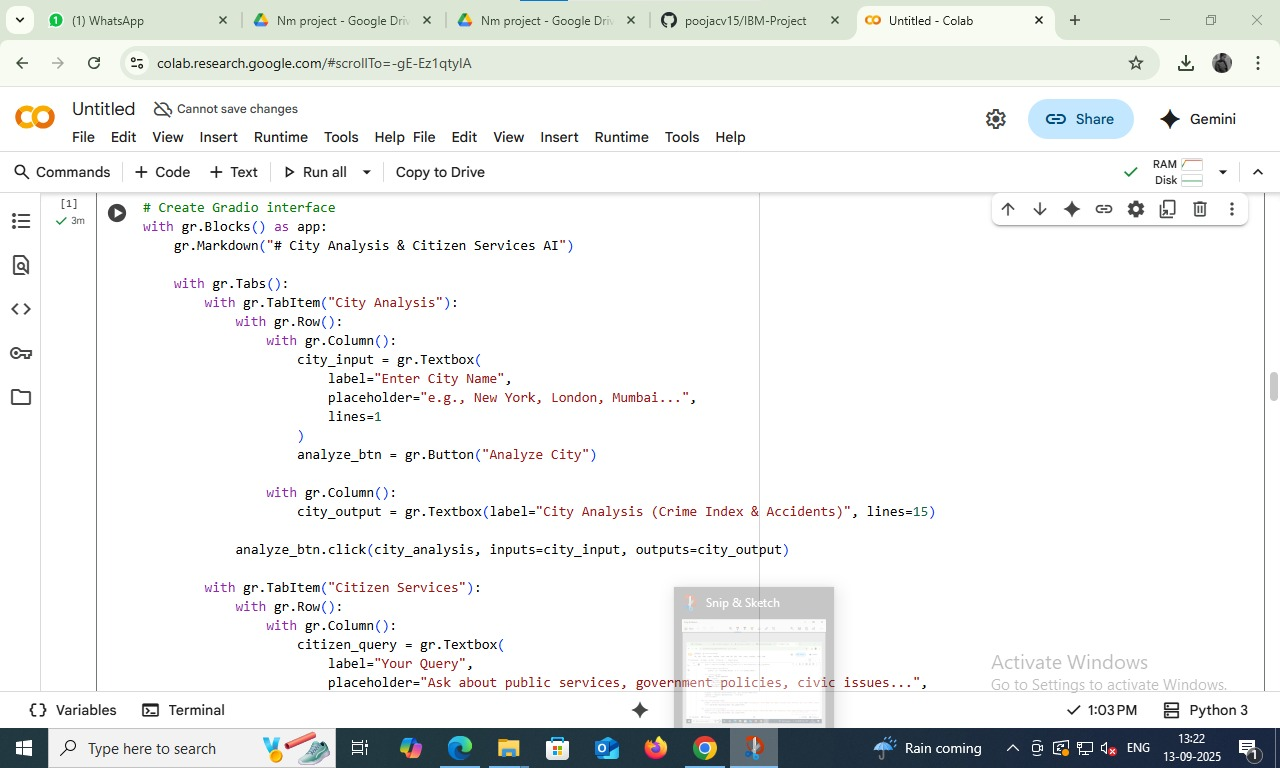 (1) WhatsApp
Nm project - Google Driv
Nm project - Google Driv
poojacv15/IBM-Project
Untitled - Colab
colab.research.google.com/#scrollTo=-gE-Ez1qtylA
Untitled
Cannot save changes
File Edit View Insert Runtime Tools Help File Edit View Insert Runtime Tools Help
Share
Gemini
Commands + Code + Text Run all Copy to Drive
RAM
Disk
[1]
3m
# Create Gradio interface
with gr.Blocks() as app:
    gr.Markdown("# City Analysis & Citizen Services AI")
    with gr.Tabs():
        with gr.TabItem("City Analysis"):
            with gr.Row():
                with gr.Column():
                    city_input = gr.Textbox(
                        label="Enter City Name",
                        placeholder="e.g., New York, London, Mumbai...",
                        lines=1
                    )
                    analyze_btn = gr.Button("Analyze City")
                with gr.Column():
                    city_output = gr.Textbox(label="City Analysis (Crime Index & Accidents)", lines=15)
            analyze_btn.click(city_analysis, inputs=city_input, outputs=city_output)
        with gr.TabItem("Citizen Services"):
            with gr.Row():
                with gr.Column():
                    citizen_query = gr.Textbox(
                        label="Your Query",
                        placeholder="Ask about public services, government policies, civic issues...",
Snip & Sketch
Activate Windows
Go to Settings to activate Windows.
Variables
Terminal
1:03 PM
Python 3
Type here to search
Rain coming
ENG
13:22
13-09-2025
1